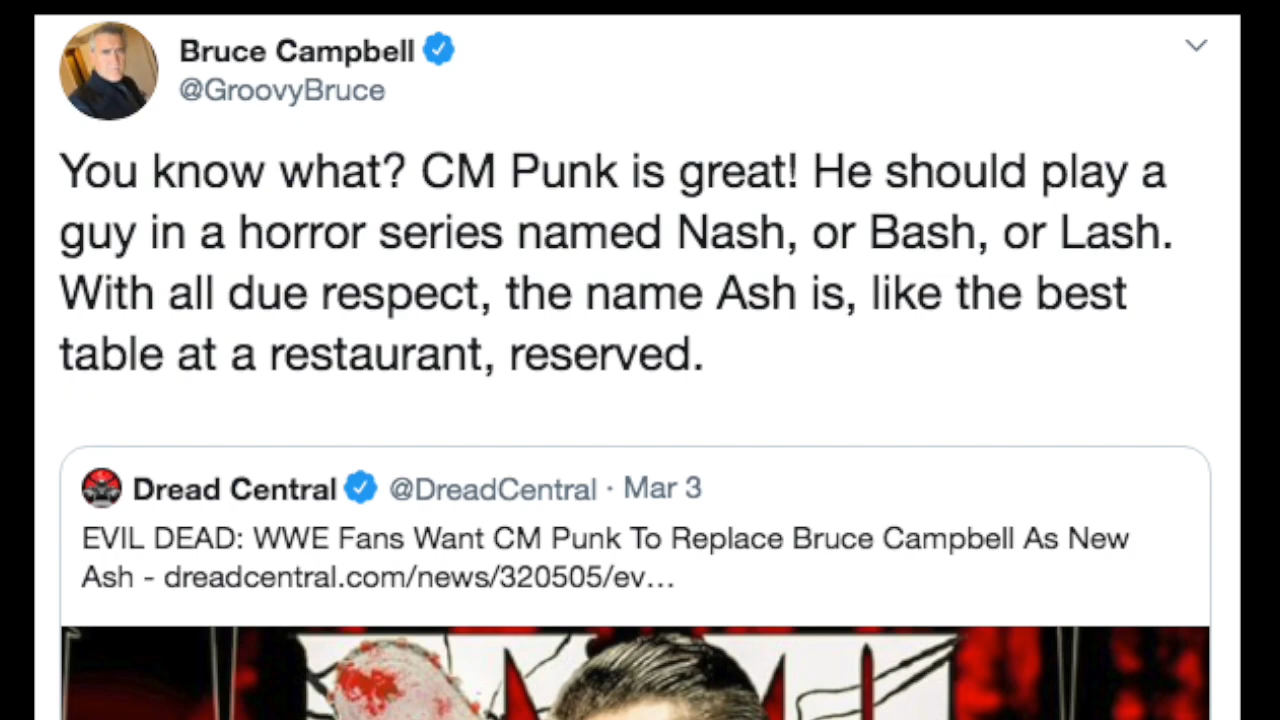 Bruce Campbell
@GroovyBruce
You know what? CM Punk is great! He should play a
guy in a horror series named Nash, or Bash, or Lash.
With all due respect, the name Ash is, like the best
table at a restaurant, reserved.
Dread Central @DreadCentral · Mar 3
EVIL DEAD: WWE Fans Want CM Punk To Replace Bruce Campbell As New
Ash - dreadcentral.com/news/320505/ev...